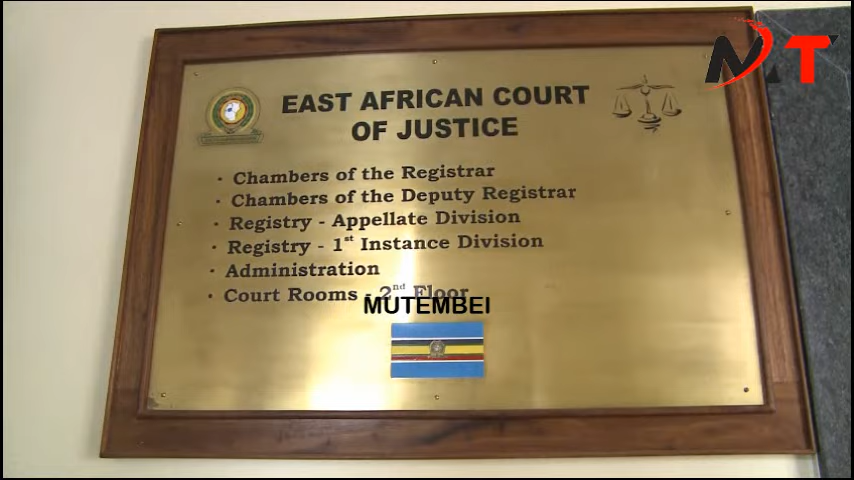 MT
EAST AFRICAN COURT
OF JUSTICE
· Chambers of the Registrar
· Chambers of the Deputy Registrar
· Registry - Appellate Division
· Registry - 1st Instance Division
· Administration
· Court Rooms - 2nd Floor
MUTEMBEI